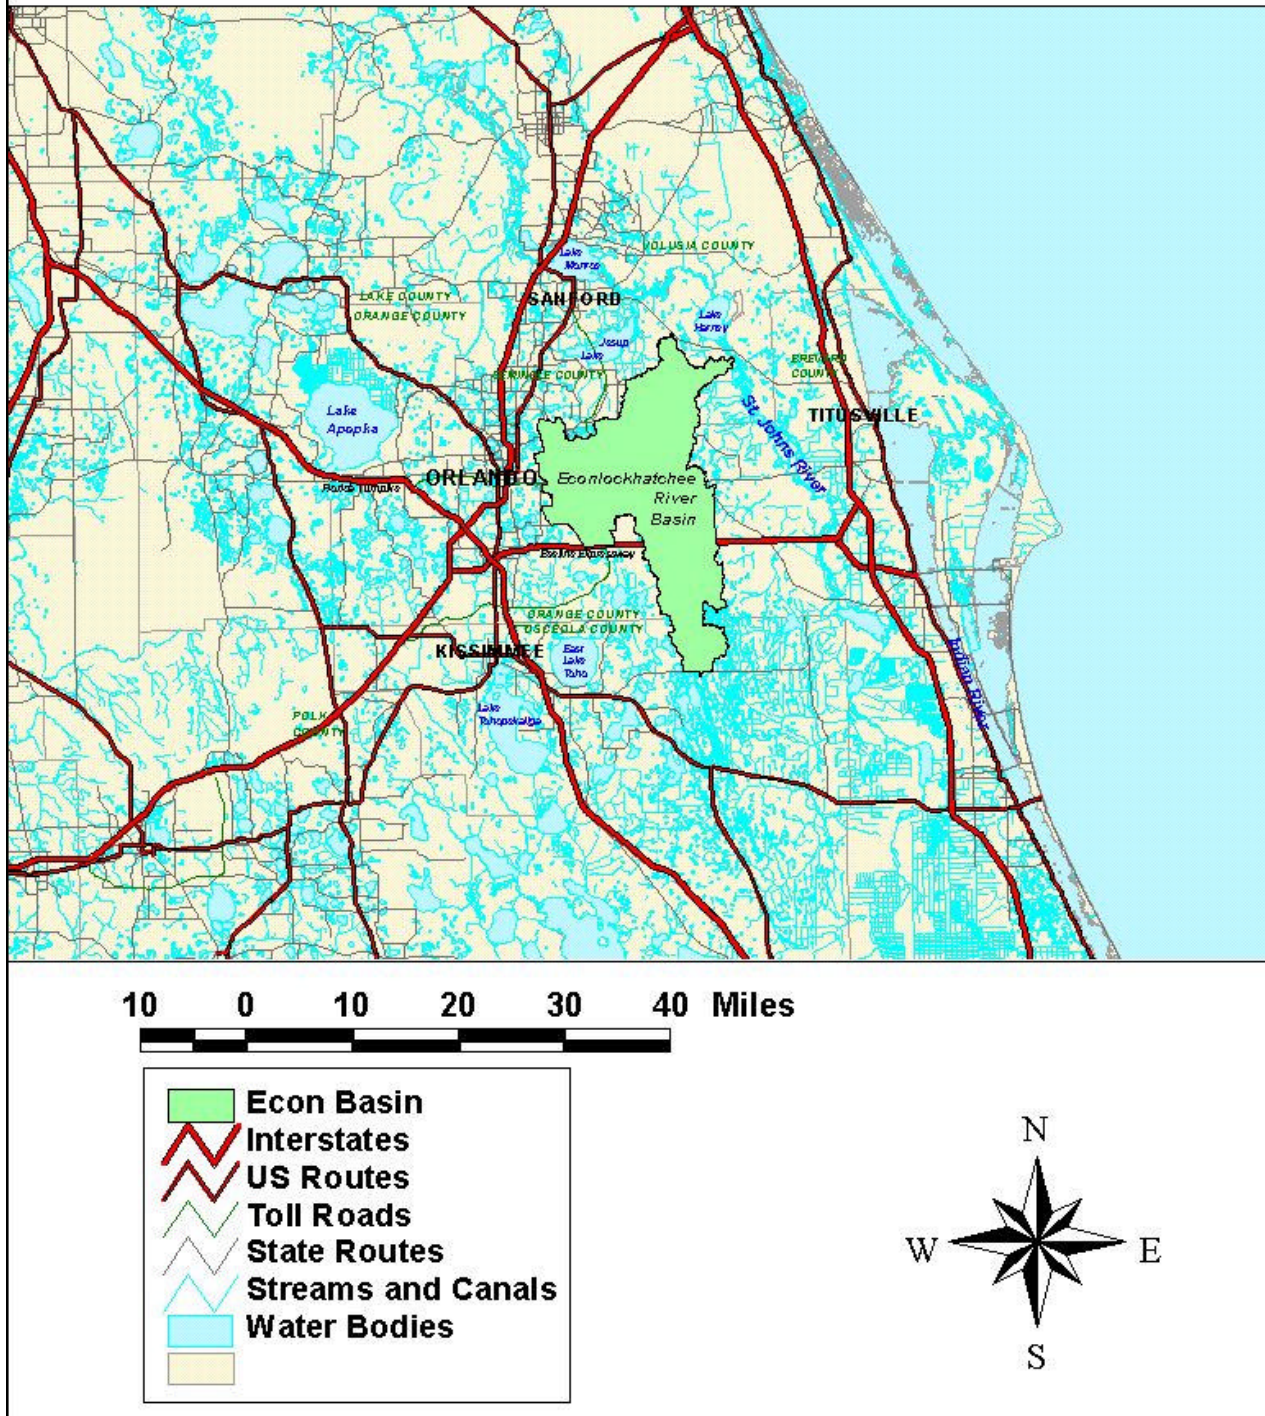 VOLUSIA COUNTY
Lake
Monroe
SANFORD
LAKE COUNTY
ORANGE COUNTY
Lake
Harney
Jesup
Lake
SEMINOLE COUNTY
BREVARD
COUNTY
St. Johns River
TITUSVILLE
Lake
Apopka
ORLANDO
Econlockhatchee
River
Basin
ORANGE COUNTY
OSCEOLA COUNTY
KISSIMMEE
East
Lake
Toho
Indian River
Lake
Tohopekaliga
POLK
COUNTY
10 0 10 20 30 40 Miles
Econ Basin
Interstates
US Routes
Toll Roads
State Routes
Streams and Canals
Water Bodies
N
W E
S